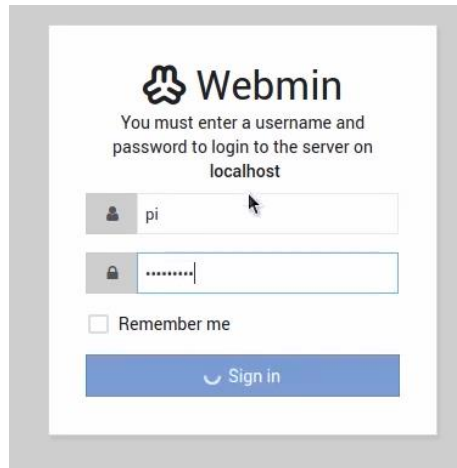 Webmin
You must enter a username and
password to login to the server on
localhost
pi
•••••••••
Remember me
Sign in